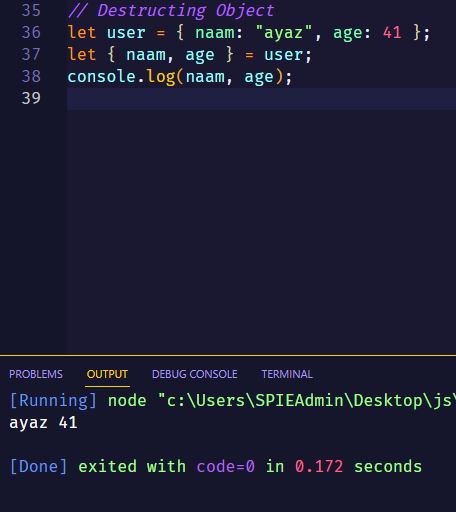 35 // Destructing Object
36 let user = { naam: "ayaz", age: 41 };
37 let { naam, age } = user;
38 console.log(naam, age);
39
PROBLEMS OUTPUT DEBUG CONSOLE TERMINAL
[Running] node "c:\Users\SPIEAdmin\Desktop\js\
ayaz 41
[Done] exited with code=0 in 0.172 seconds